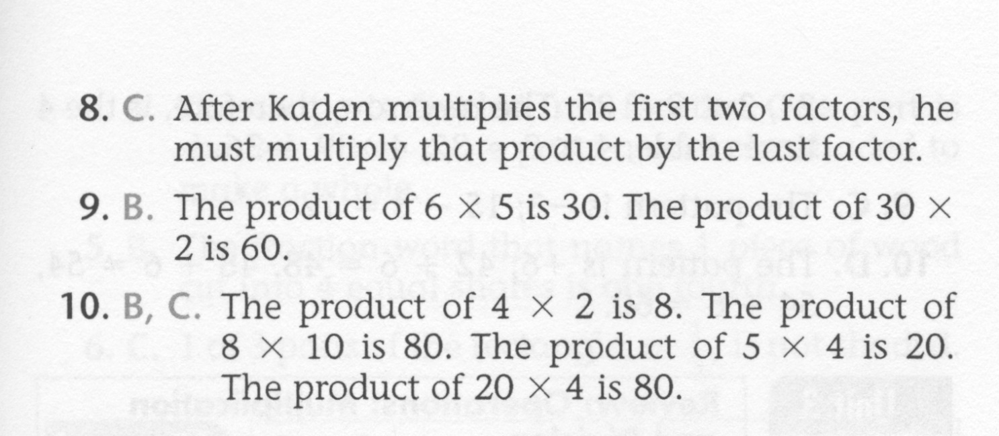 8. C. After Kaden multiplies the first two factors, he
must multiply that product by the last factor.
9. B. The product of 6 × 5 is 30. The product of 30 ×
2 is 60.
10. B, C. The product of 4 × 2 is 8. The product of
8 × 10 is 80. The product of 5 × 4 is 20.
The product of 20 × 4 is 80.